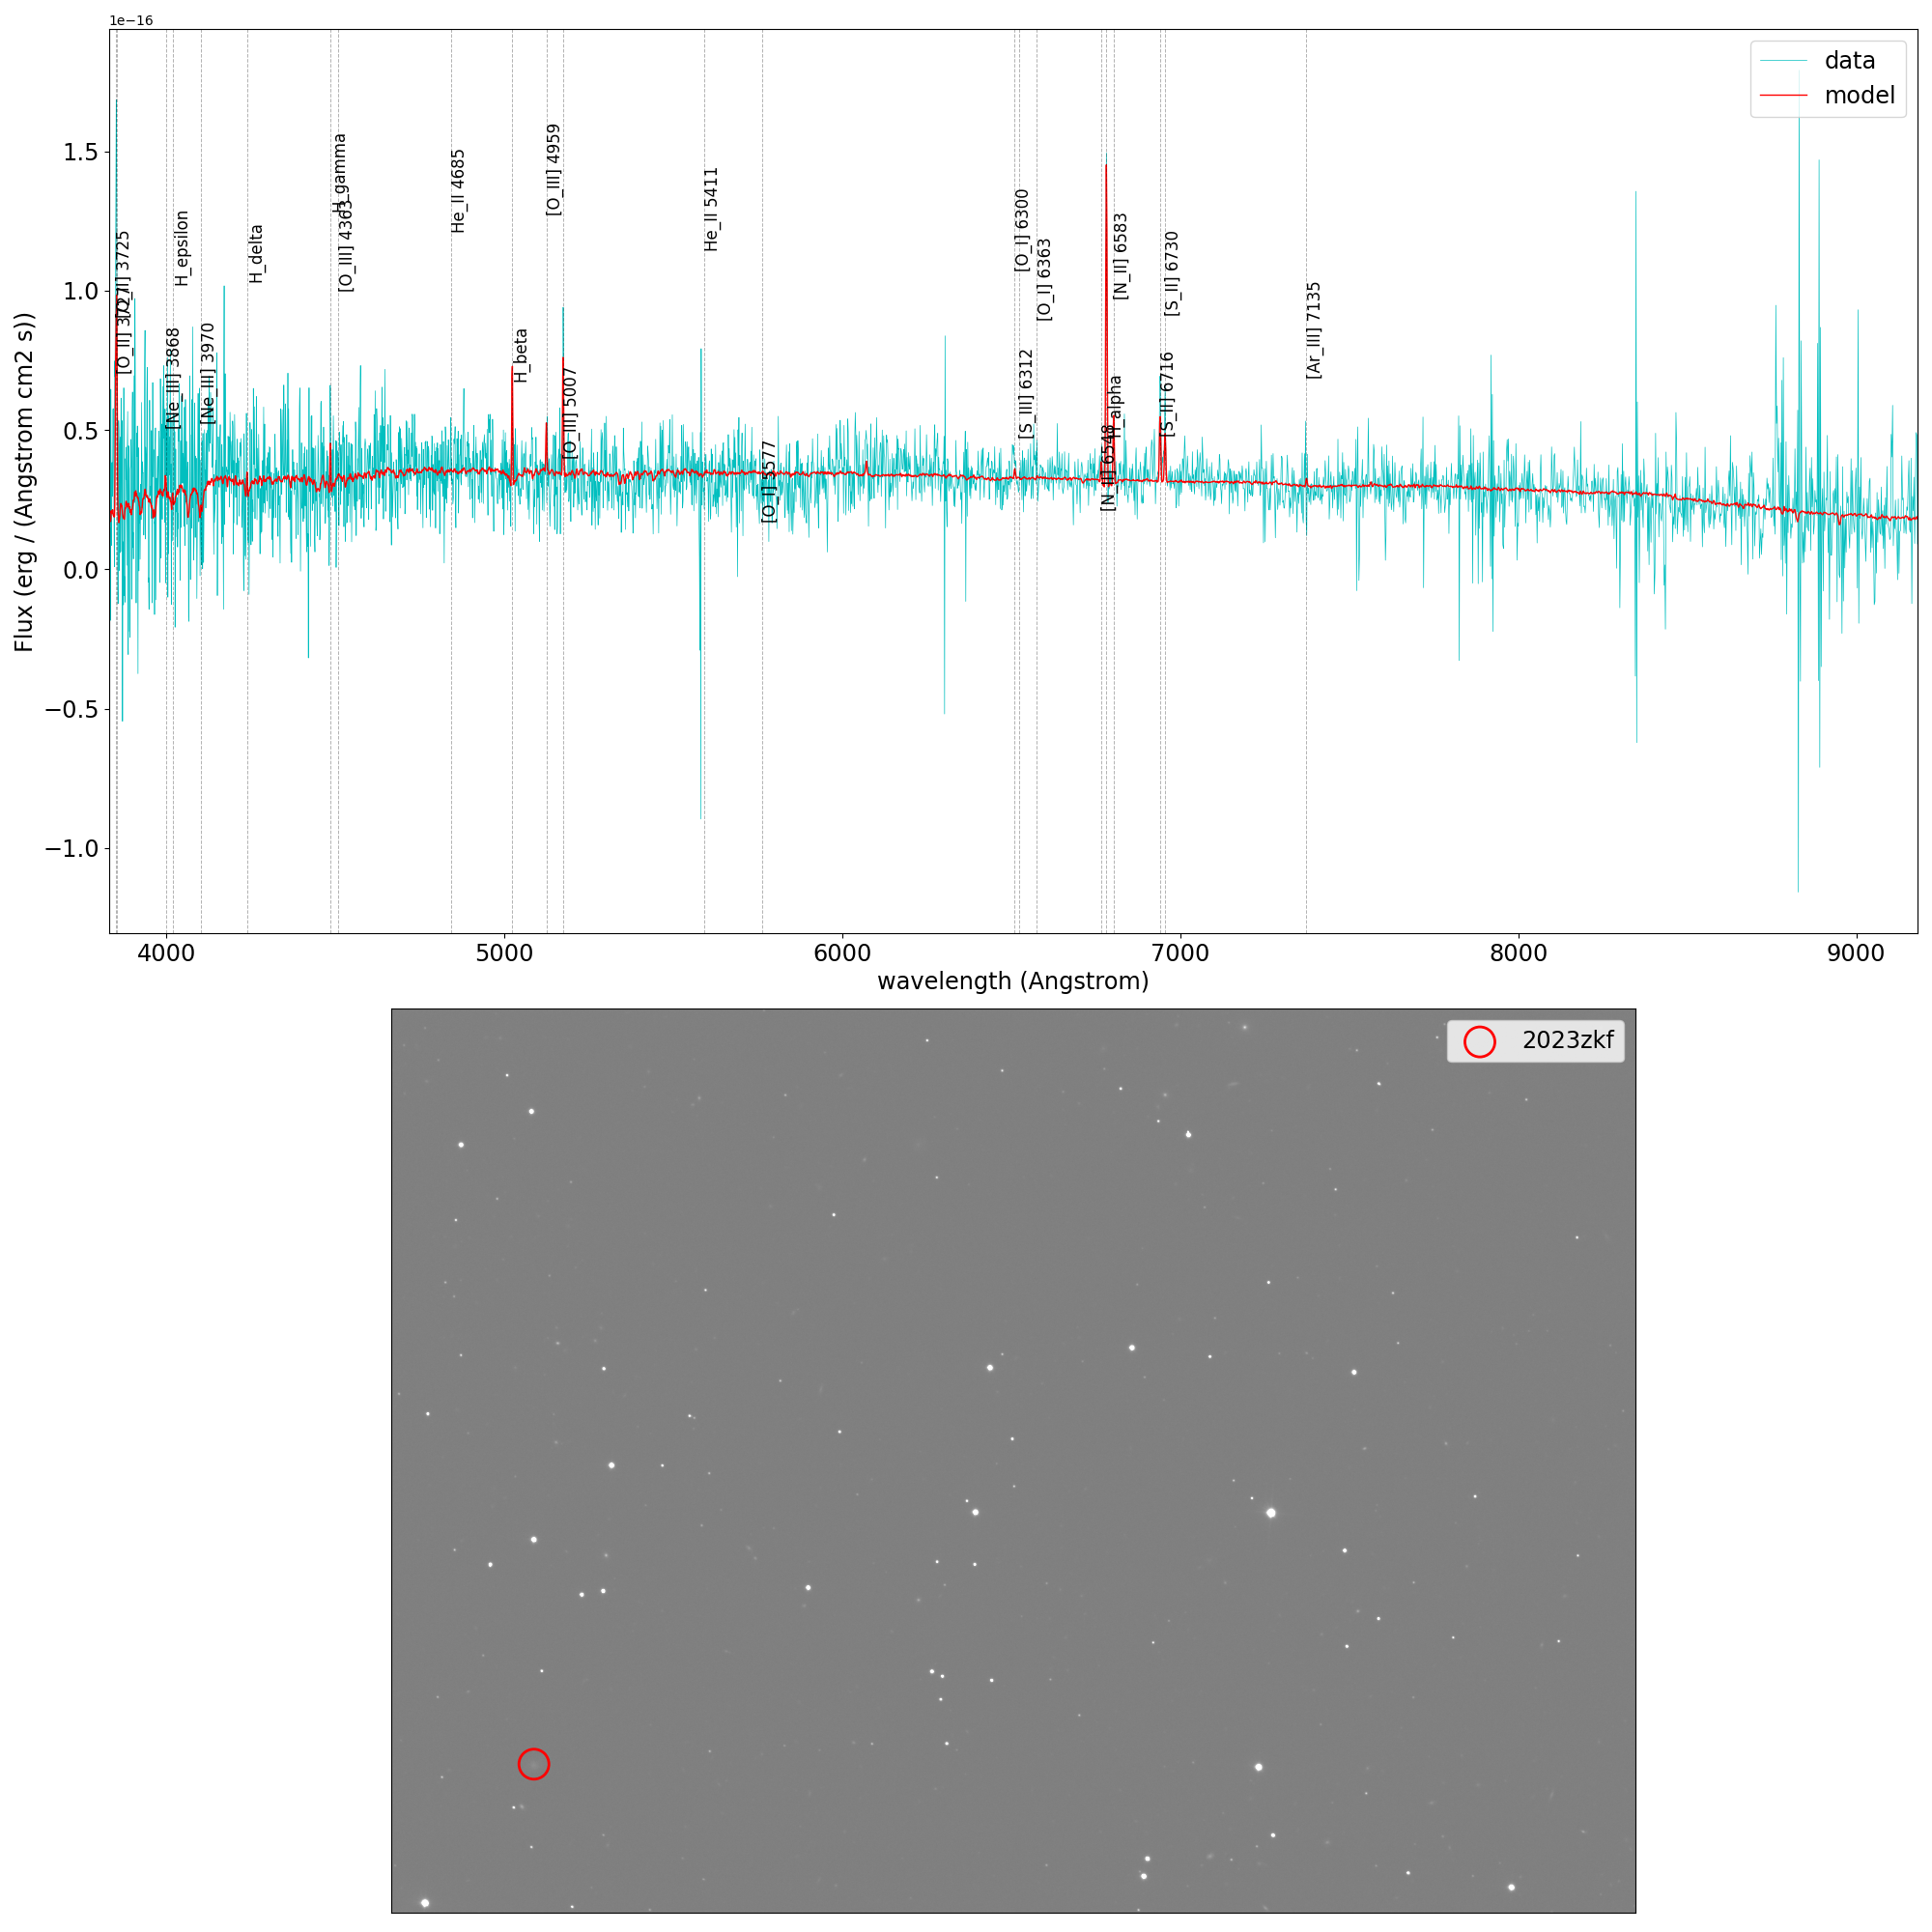 1e−16
data
model
[O_III] 4959
H_gamma
He_II 4685
He_II 5411
[O_I] 6300
[O_III] 4363
H_epsilon
[N_II] 6583
H_delta
[O_II] 3725
[S_II] 6730
[O_I] 6363
[Ar_III] 7135
[O_II] 3727
[Ne_III] 3970
[Ne_III] 3868
H_beta
[S_III] 6312
[S_II] 6716
[O_III] 5007
H_alpha
[N_II] 6548
[O_I] 5577
1.5
1.0
0.5
0.0
−0.5
−1.0
Flux (erg / (Angstrom cm2 s))
4000 5000 6000 7000 8000 9000
wavelength (Angstrom)
2023zkf